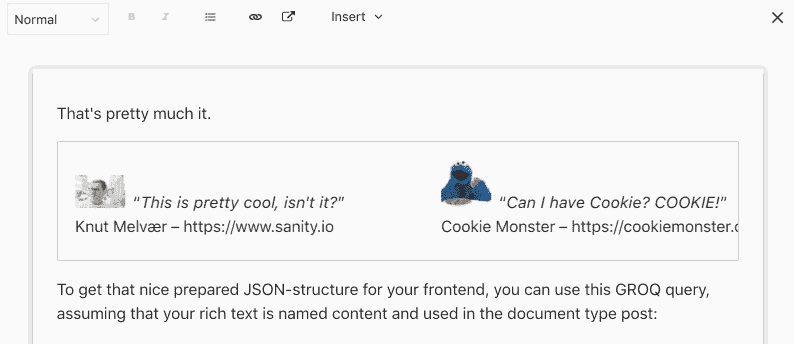 Normal B I Insert
That's pretty much it.
“This is pretty cool, isn't it?” “Can I have Cookie? COOKIE!”
Knut Melvær – https://www.sanity.io Cookie Monster – https://cookiemonster.c
To get that nice prepared JSON-structure for your frontend, you can use this GROQ query,
assuming that your rich text is named content and used in the document type post: